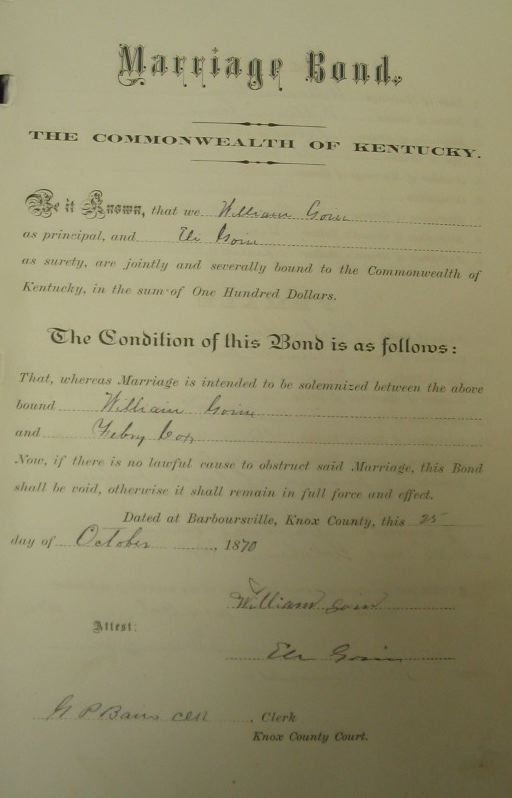 Marriage Bond.
THE COMMONWEALTH OF KENTUCKY.
Be it Known, that we William Goin
as principal, and Eli Goin
as surety, are jointly and severally bound to the Commonwealth of
Kentucky, in the sum of One Hundred Dollars.
The Condition of this Bond is as follows:
That, whereas Marriage is intended to be solemnized between the above
bound William Goin
and Febry Cox
Now, if there is no lawful cause to obstruct said Marriage, this Bond
shall be void, otherwise it shall remain in full force and effect.
Dated at Barboursville, Knox County, this 25
day of October, 1870
William Goin
Attest:
Eli Goin
, Clerk
Knox County Court.